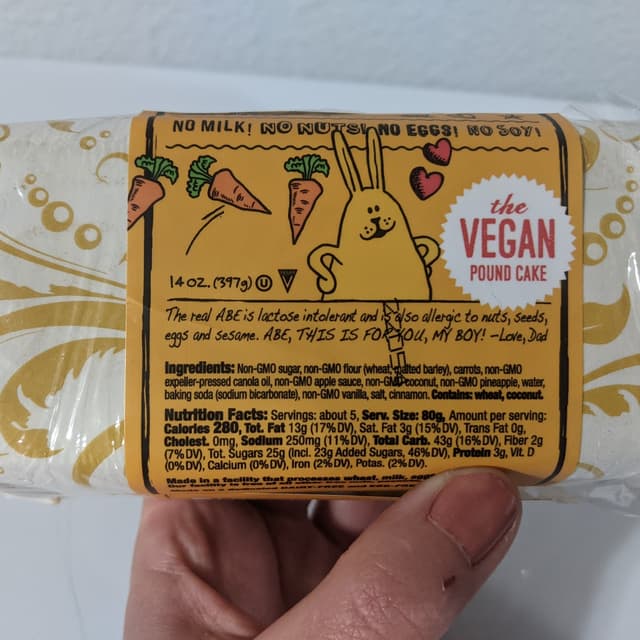 NO MILK! NO NUTS! NO EGGS! NO SOY!
the
VEGAN
POUND CAKE
14 OZ. (397g) U
The real ABE is lactose intolerant and is also allergic to nuts, seeds,
eggs and sesame. ABE, THIS IS FOR YOU, MY BOY! -Love, Dad
Ingredients: Non-GMO sugar, non-GMO flour (wheat, malted barley), carrots, non-GMO
expeller-pressed canola oil, non-GMO apple sauce, non-GMO coconut, non-GMO pineapple, water,
baking soda (sodium bicarbonate), non-GMO vanilla, salt, cinnamon. Contains: wheat, coconut.
Nutrition Facts: Servings: about 5, Serv. Size: 80g, Amount per serving:
Calories 280, Tot. Fat 13g (17% DV), Sat. Fat 3g (15% DV), Trans Fat 0g,
Cholest. 0mg, Sodium 250mg (11% DV), Total Carb. 43g (16% DV), Fiber 2g
(7% DV), Tot. Sugars 25g (Incl. 23g Added Sugars, 46% DV), Protein 3g, Vit. D
(0% DV), Calcium (0% DV), Iron (2% DV), Potas. (2% DV).
Made in a facility that processes wheat, milk,